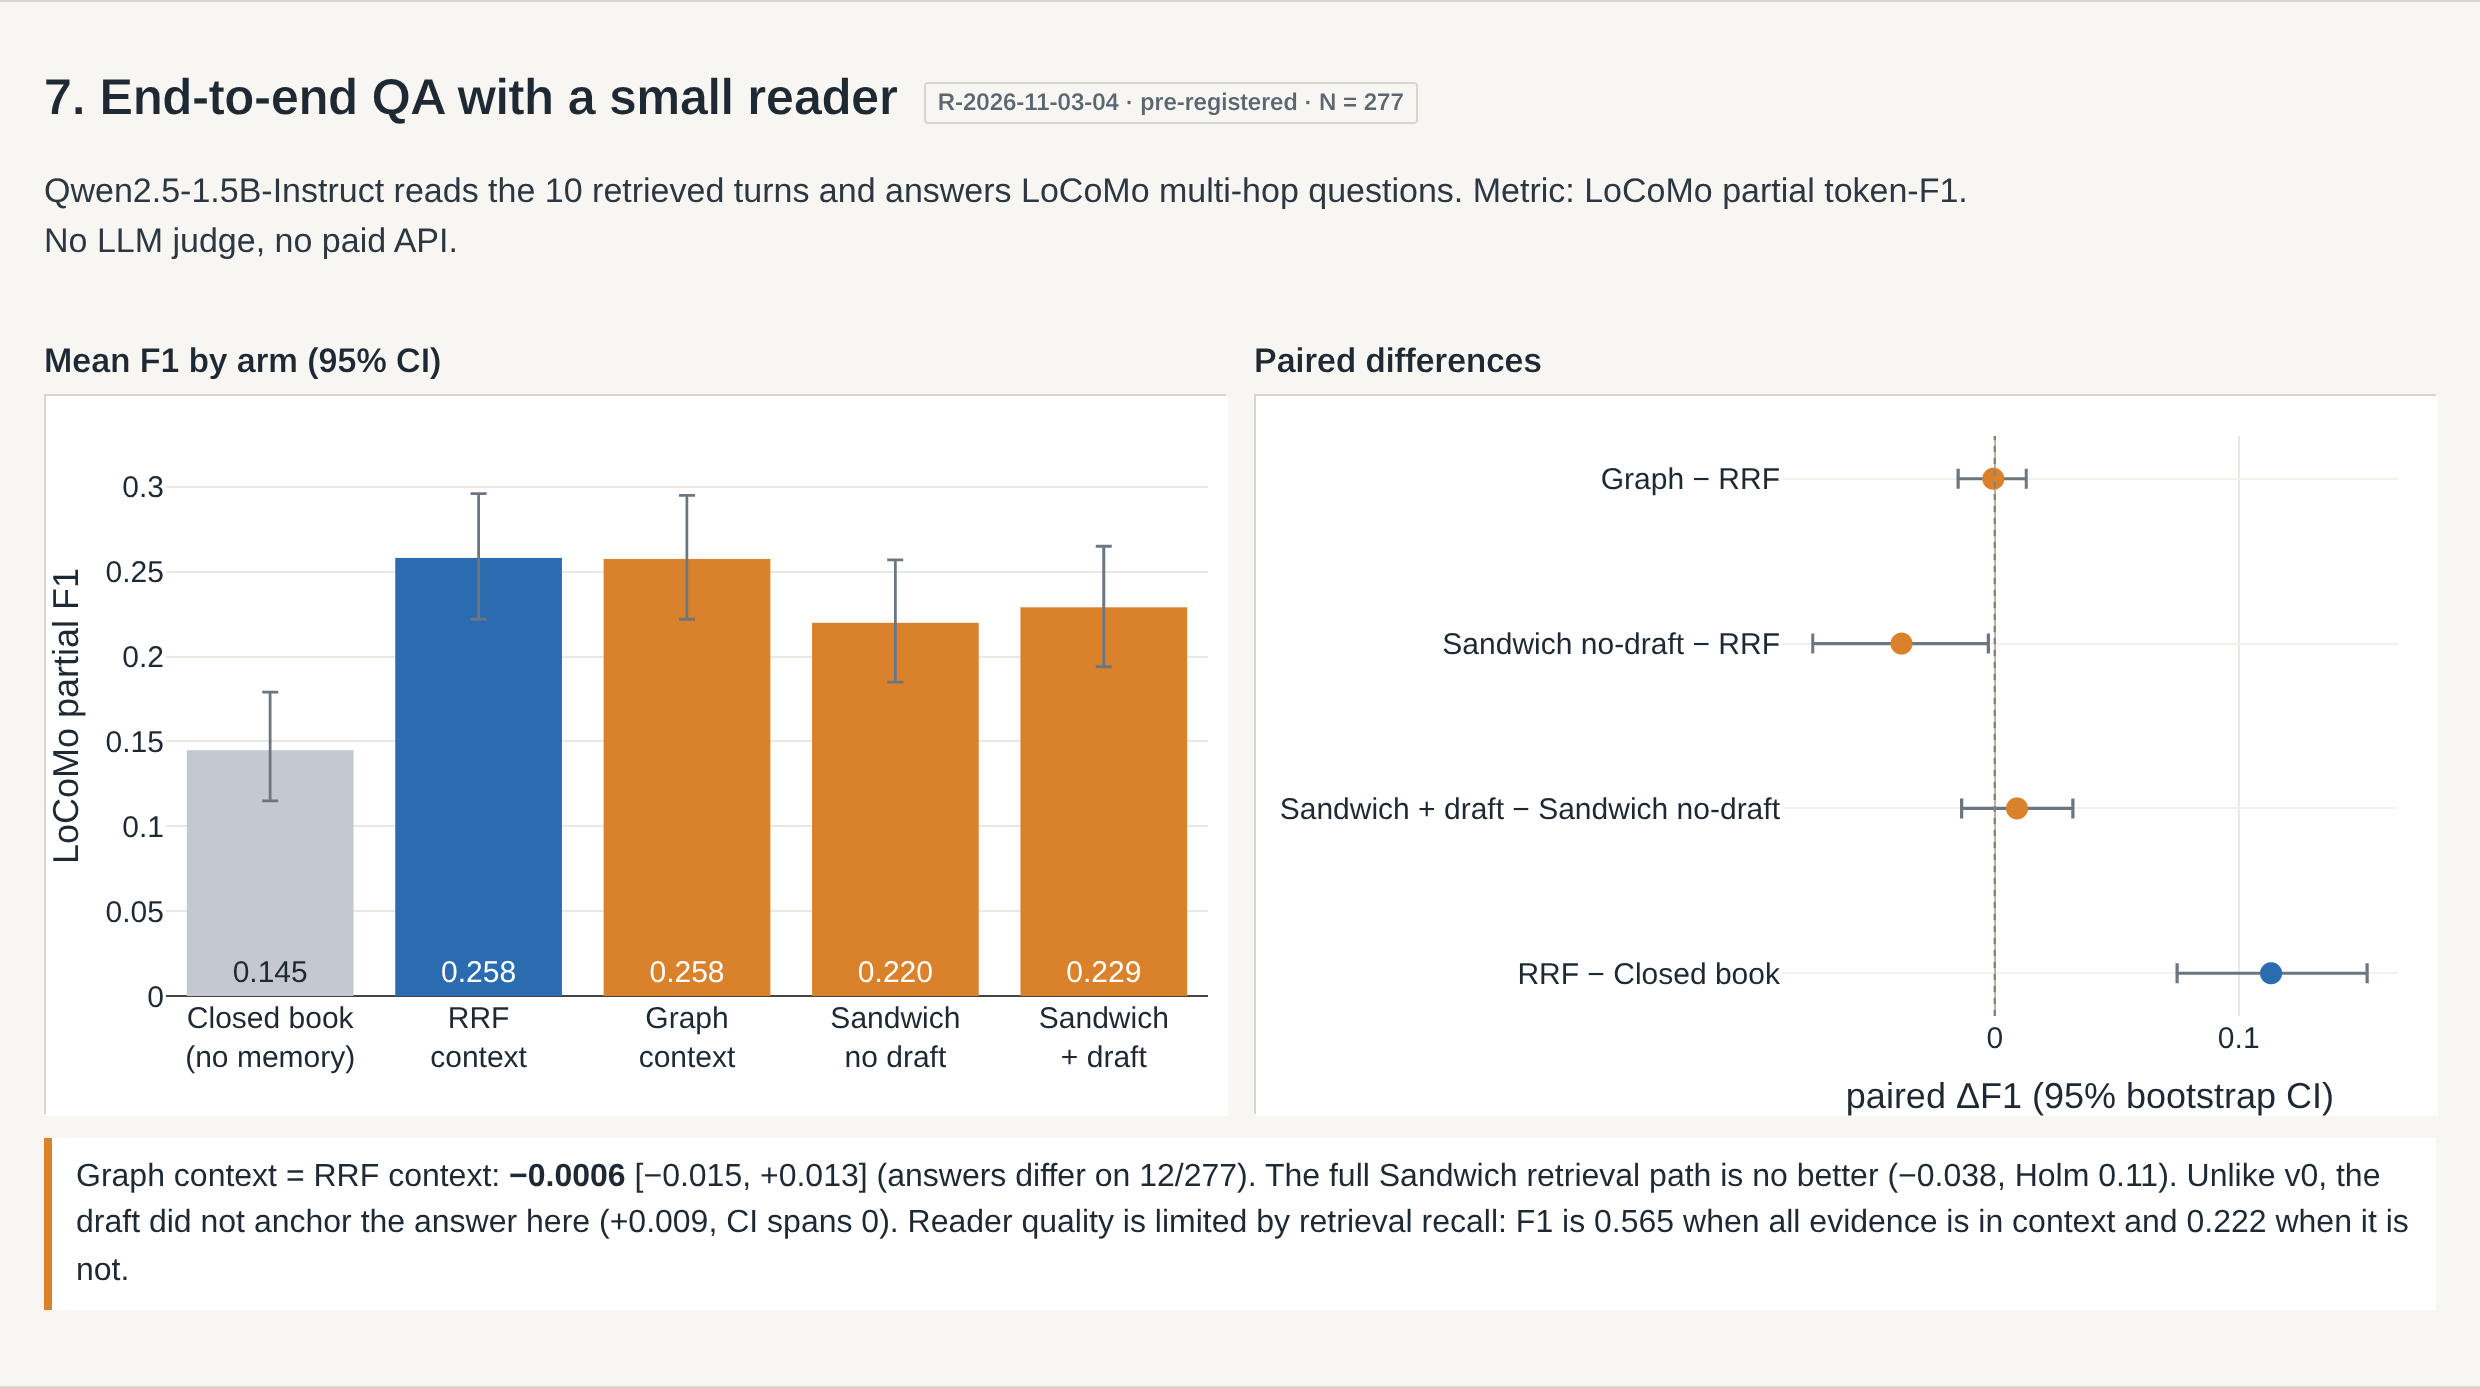 7. End-to-end QA with a small reader
R-2026-11-03-04 · pre-registered · N = 277
Qwen2.5-1.5B-Instruct reads the 10 retrieved turns and answers LoCoMo multi-hop questions. Metric: LoCoMo partial token-F1.
No LLM judge, no paid API.
Mean F1 by arm (95% CI)
LoCoMo partial F1
0.3
0.25
0.2
0.15
0.1
0.05
0
0.145
0.258
0.258
0.220
0.229
Closed book
(no memory)
RRF
context
Graph
context
Sandwich
no draft
Sandwich
+ draft
Paired differences
Graph − RRF
Sandwich no-draft − RRF
Sandwich + draft − Sandwich no-draft
RRF − Closed book
0
0.1
paired ΔF1 (95% bootstrap CI)
Graph context = RRF context: −0.0006 [−0.015, +0.013] (answers differ on 12/277). The full Sandwich retrieval path is no better (−0.038, Holm 0.11). Unlike v0, the
draft did not anchor the answer here (+0.009, CI spans 0). Reader quality is limited by retrieval recall: F1 is 0.565 when all evidence is in context and 0.222 when it is
not.